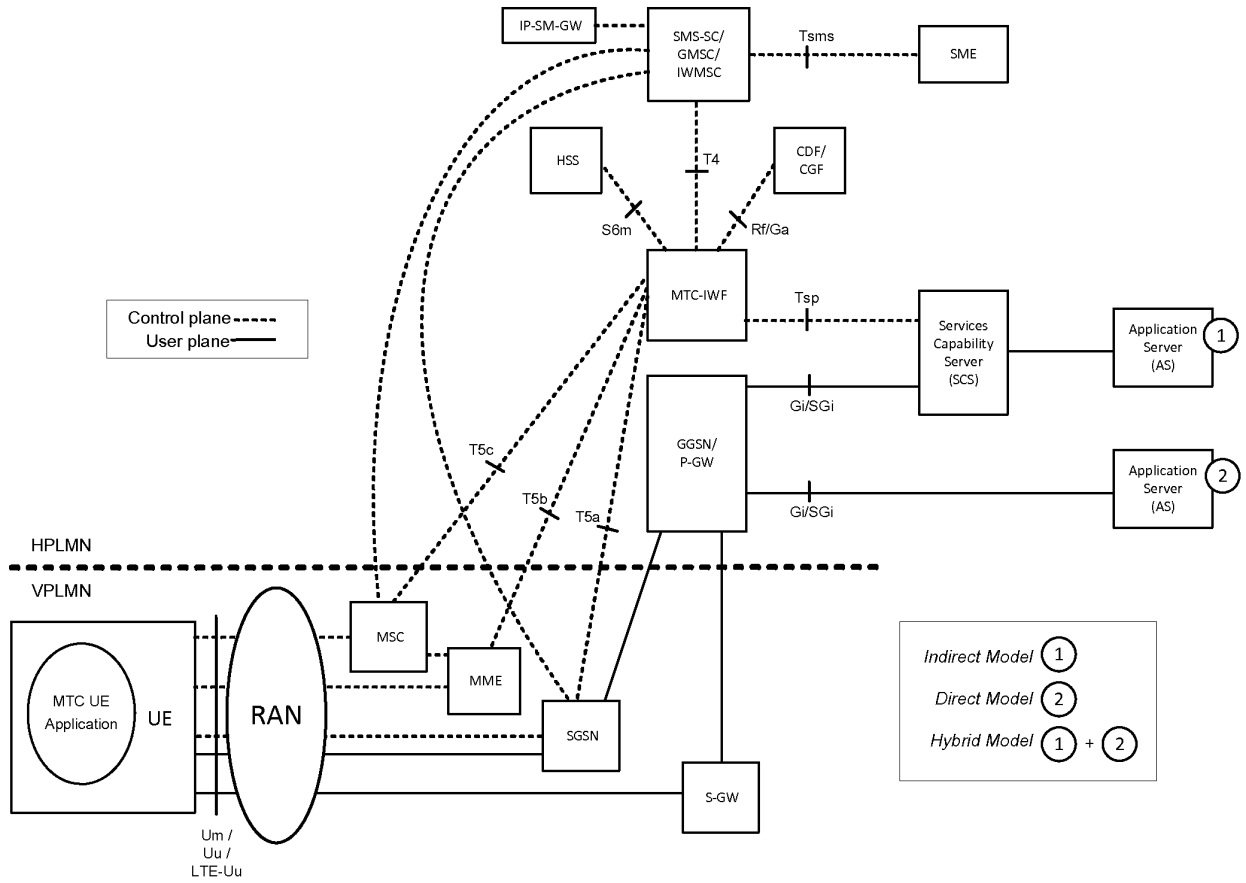 IP-SM-GW
SMS-SC/
GMSC/
IWMSC
Tsms
SME
HSS
T4
CDF/
CGF
S6m
Rf/Ga
MTC-IWF
Tsp
Control plane
User plane
Services
Capability
Server
(SCS)
Application
Server
(AS)
1
Gi/SGi
GGSN/
P-GW
T5c
T5b
T5a
Gi/SGi
Application
Server
(AS)
2
HPLMN
VPLMN
MSC
MME
SGSN
S-GW
MTC UE
Application
UE
RAN
Um /
Uu /
LTE-Uu
Indirect Model 1
Direct Model 2
Hybrid Model 1 + 2